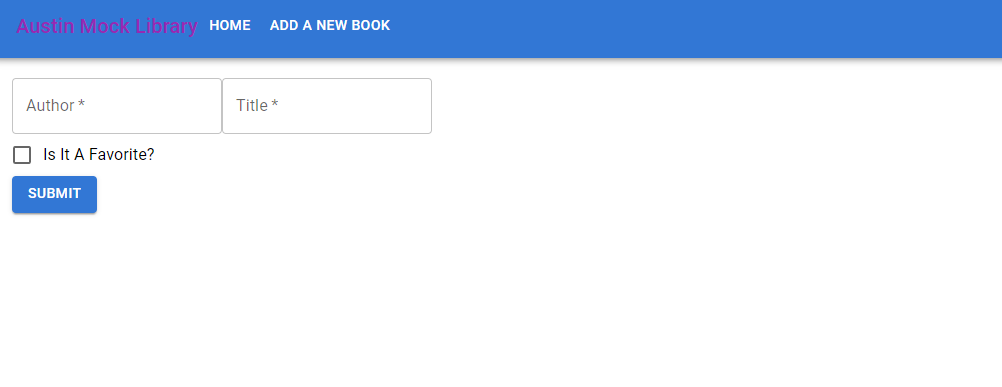 Austin Mock Library HOME ADD A NEW BOOK
Author * Title *
Is It A Favorite?
SUBMIT